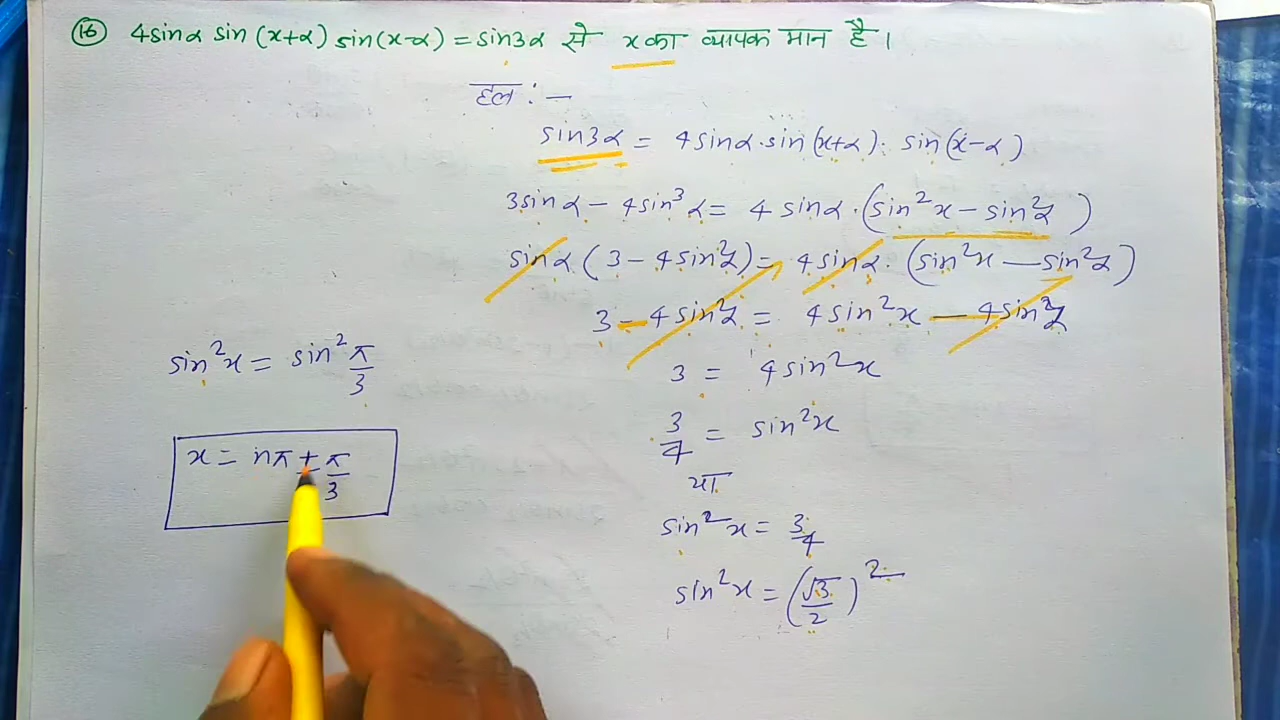 (16) 4sinα sin(x+α) sin(x-α) = sin3α से x का व्यापक मान है।
हल :—
sin3α = 4sinα·sin(x+α)· sin(x-α)
3sinα - 4sin³α = 4 sinα·(sin²x - sin²α)
sinα (3 - 4sin²α) = 4sinα· (sin²x - sin²α)
3 - 4sin²α = 4sin²x - 4sin²α
3 = 4sin²x
3/4 = sin²x
या
sin²x = 3/4
sin²x = (√3/2)²
sin²x = sin² π/3
x = nπ ± π/3